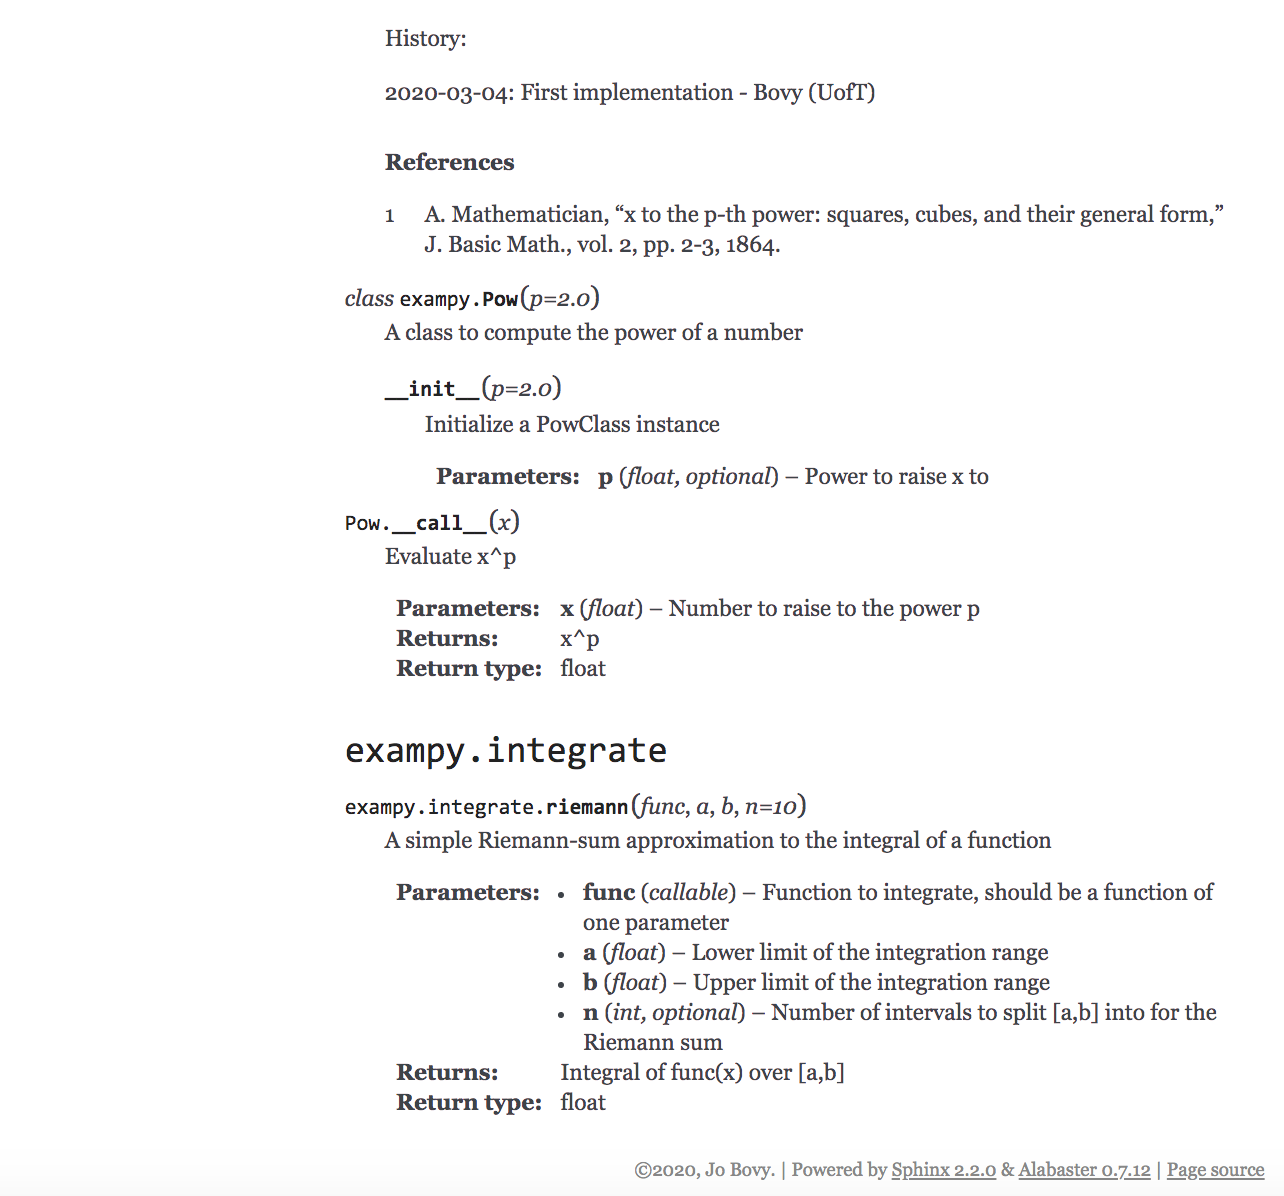 History:
2020-03-04: First implementation - Bovy (UofT)
References
1 A. Mathematician, “x to the p-th power: squares, cubes, and their general form,”
J. Basic Math., vol. 2, pp. 2-3, 1864.
class exampy.Pow(p=2.0)
A class to compute the power of a number
__init__(p=2.0)
Initialize a PowClass instance
Parameters: p (float, optional) – Power to raise x to
Pow.__call__(x)
Evaluate x^p
Parameters: x (float) – Number to raise to the power p
Returns: x^p
Return type: float
exampy.integrate
exampy.integrate.riemann(func, a, b, n=10)
A simple Riemann-sum approximation to the integral of a function
Parameters: • func (callable) – Function to integrate, should be a function of
one parameter
• a (float) – Lower limit of the integration range
• b (float) – Upper limit of the integration range
• n (int, optional) – Number of intervals to split [a,b] into for the
Riemann sum
Returns: Integral of func(x) over [a,b]
Return type: float
©2020, Jo Bovy. | Powered by Sphinx 2.2.0 & Alabaster 0.7.12 | Page source